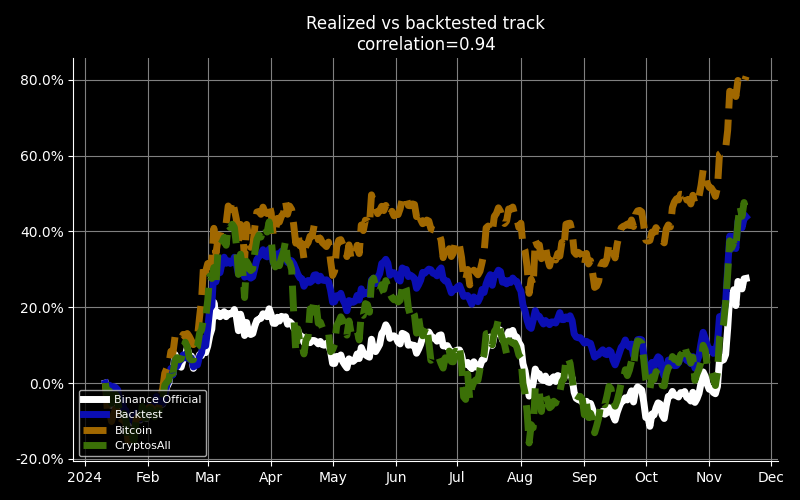 Realized vs backtested track
correlation=0.94
80.0%
60.0%
40.0%
20.0%
0.0%
-20.0%
Binance Official
Backtest
Bitcoin
CryptosAll
2024 Feb Mar Apr May Jun Jul Aug Sep Oct Nov Dec